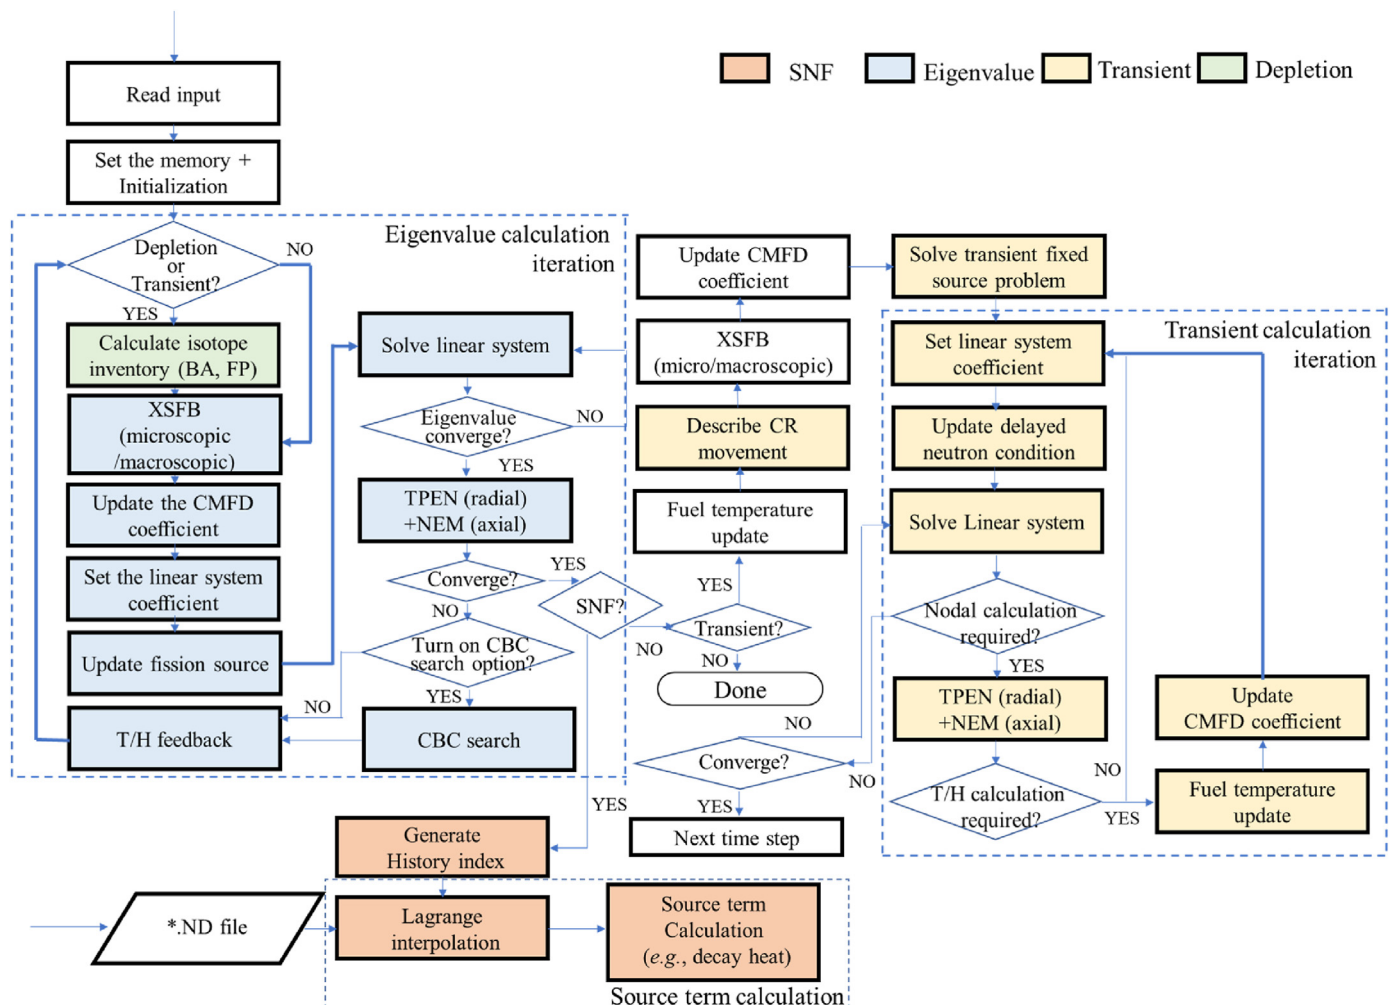 SNF
Eigenvalue
Transient
Depletion
Read input
Set the memory +
Initialization
Eigenvalue calculation
iteration
Depletion
or
Transient?
NO
YES
Calculate isotope
inventory (BA, FP)
XSFB
(microscopic
/macroscopic)
Update the CMFD
coefficient
Set the linear system
coefficient
Update fission source
T/H feedback
Solve linear system
Eigenvalue
converge?
NO
YES
TPEN (radial)
+NEM (axial)
Converge?
YES
NO
Turn on CBC
search option?
NO
YES
CBC search
SNF?
NO
YES
Update CMFD
coefficient
XSFB
(micro/macroscopic)
Describe CR
movement
Fuel temperature
update
YES
Transient?
NO
Done
NO
Converge?
NO
YES
Next time step
Solve transient fixed
source problem
Transient calculation
iteration
Set linear system
coefficient
Update delayed
neutron condition
Solve Linear system
Nodal calculation
required?
YES
TPEN (radial)
+NEM (axial)
T/H calculation
required?
NO
YES
Update
CMFD coefficient
Fuel temperature
update
Generate
History index
*.ND file
Lagrange
interpolation
Source term
Calculation
(e.g., decay heat)
Source term calculation